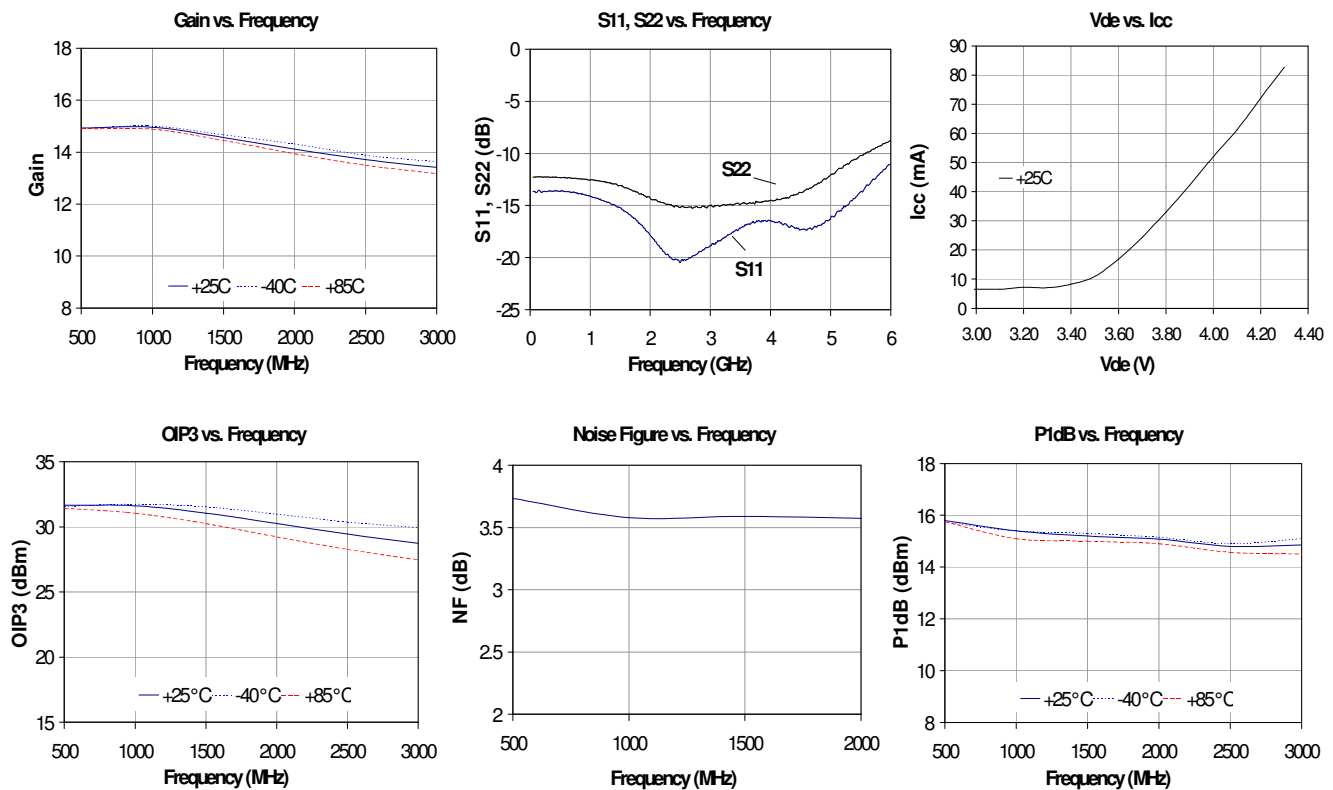 Gain vs. Frequency
Gain
18
16
14
12
10
8
+25C -40C +85C
500 1000 1500 2000 2500 3000
Frequency (MHz)
S11, S22 vs. Frequency
S11, S22 (dB)
0
-5
-10
-15
-20
-25
S22
S11
0 1 2 3 4 5 6
Frequency (GHz)
Vde vs. Icc
Icc (mA)
90
80
70
60
50
40
30
20
10
0
+25C
3.00 3.20 3.40 3.60 3.80 4.00 4.20 4.40
Vde (V)
OIP3 vs. Frequency
OIP3 (dBm)
35
30
25
20
15
+25°C -40°C +85°C
500 1000 1500 2000 2500 3000
Frequency (MHz)
Noise Figure vs. Frequency
NF (dB)
4
3.5
3
2.5
2
500 1000 1500 2000
Frequency (MHz)
P1dB vs. Frequency
P1dB (dBm)
18
16
14
12
10
8
+25°C -40°C +85°C
500 1000 1500 2000 2500 3000
Frequency (MHz)